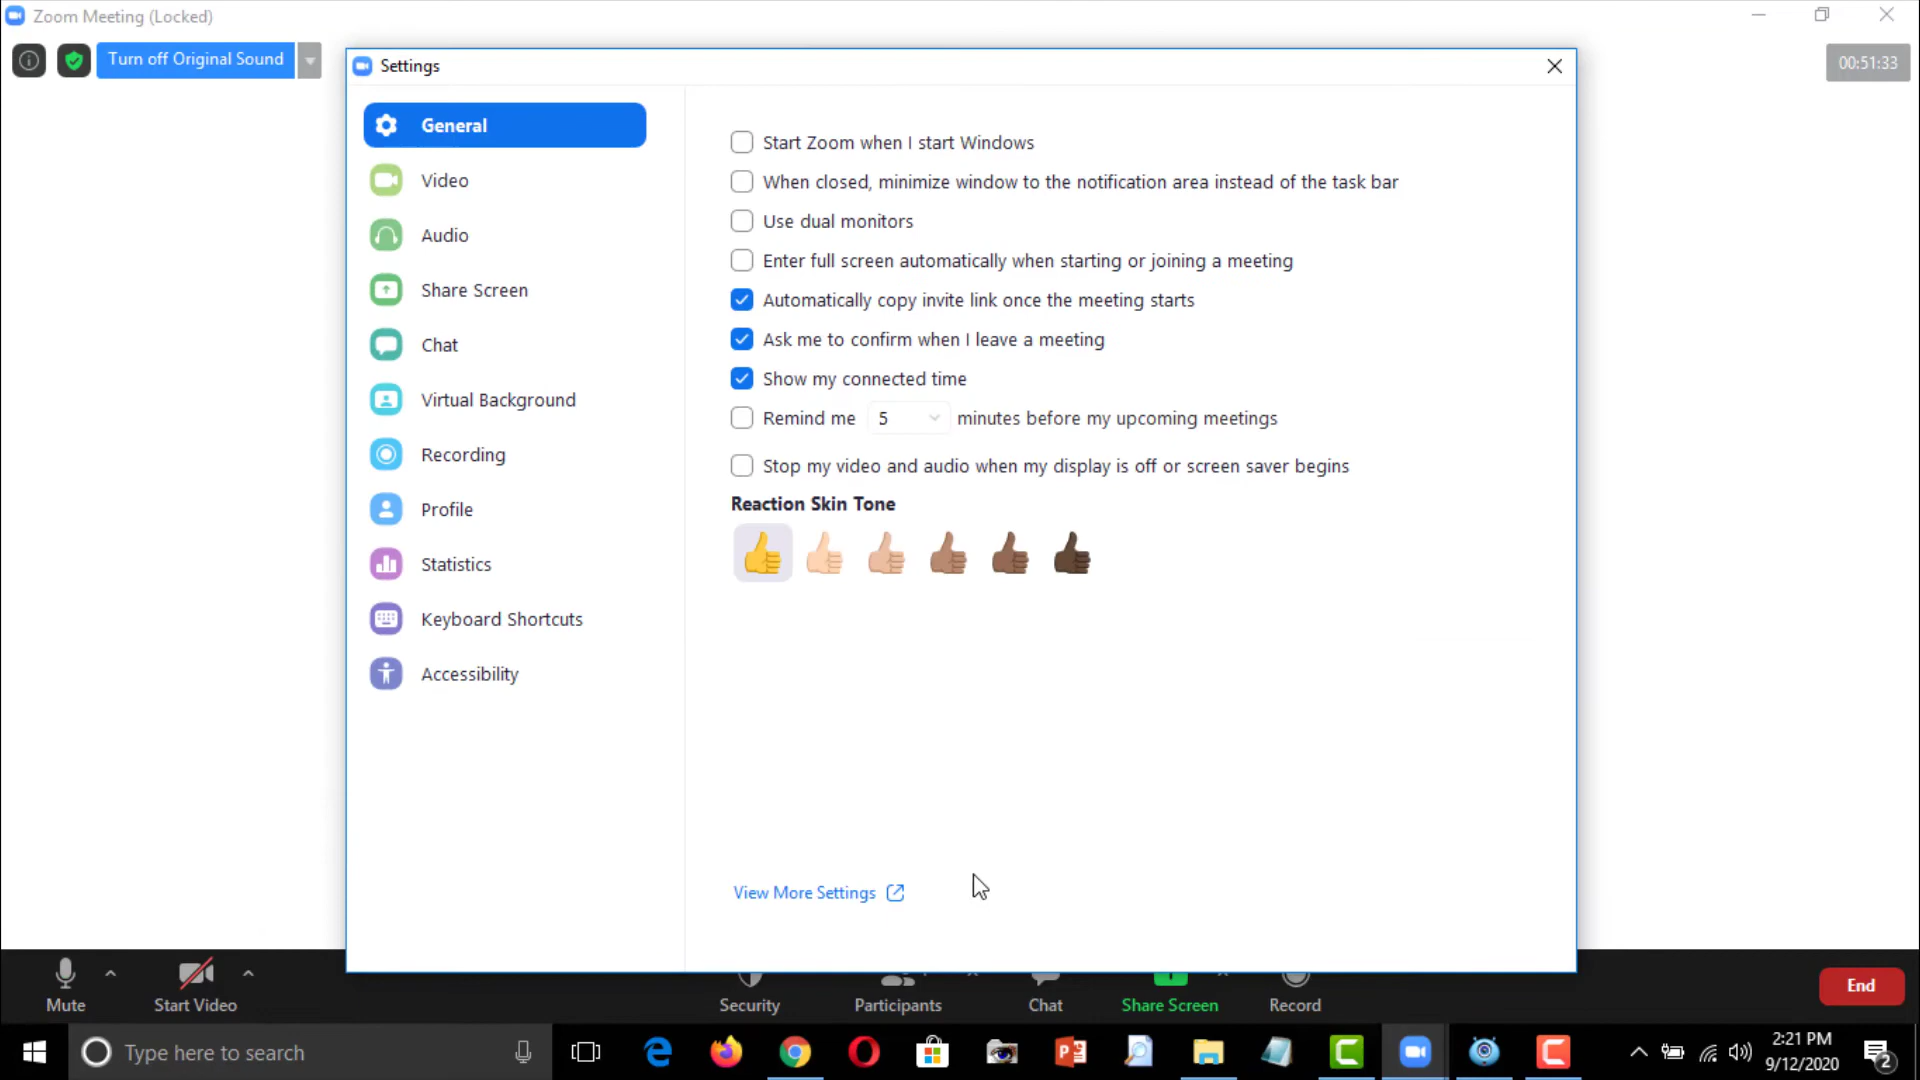 Zoom Meeting (Locked)
Turn off Original Sound
00:51:33
Settings
General
Video
Audio
Share Screen
Chat
Virtual Background
Recording
Profile
Statistics
Keyboard Shortcuts
Accessibility
Start Zoom when I start Windows
When closed, minimize window to the notification area instead of the task bar
Use dual monitors
Enter full screen automatically when starting or joining a meeting
Automatically copy invite link once the meeting starts
Ask me to confirm when I leave a meeting
Show my connected time
Remind me 5 minutes before my upcoming meetings
Stop my video and audio when my display is off or screen saver begins
Reaction Skin Tone
View More Settings
Mute
Start Video
Security
Participants
Chat
Share Screen
Record
End
Type here to search
2:21 PM
9/12/2020
2